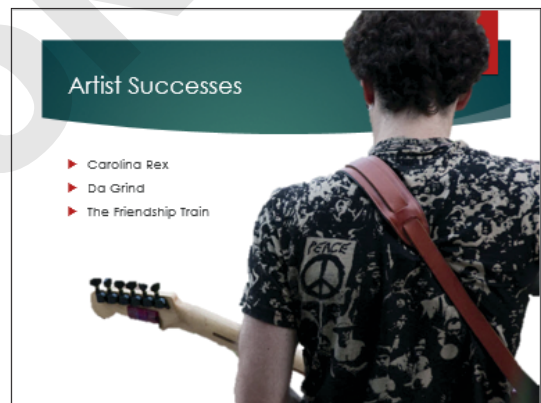 Artist Successes
Carolina Rex
Da Grind
The Friendship Train
PEACE